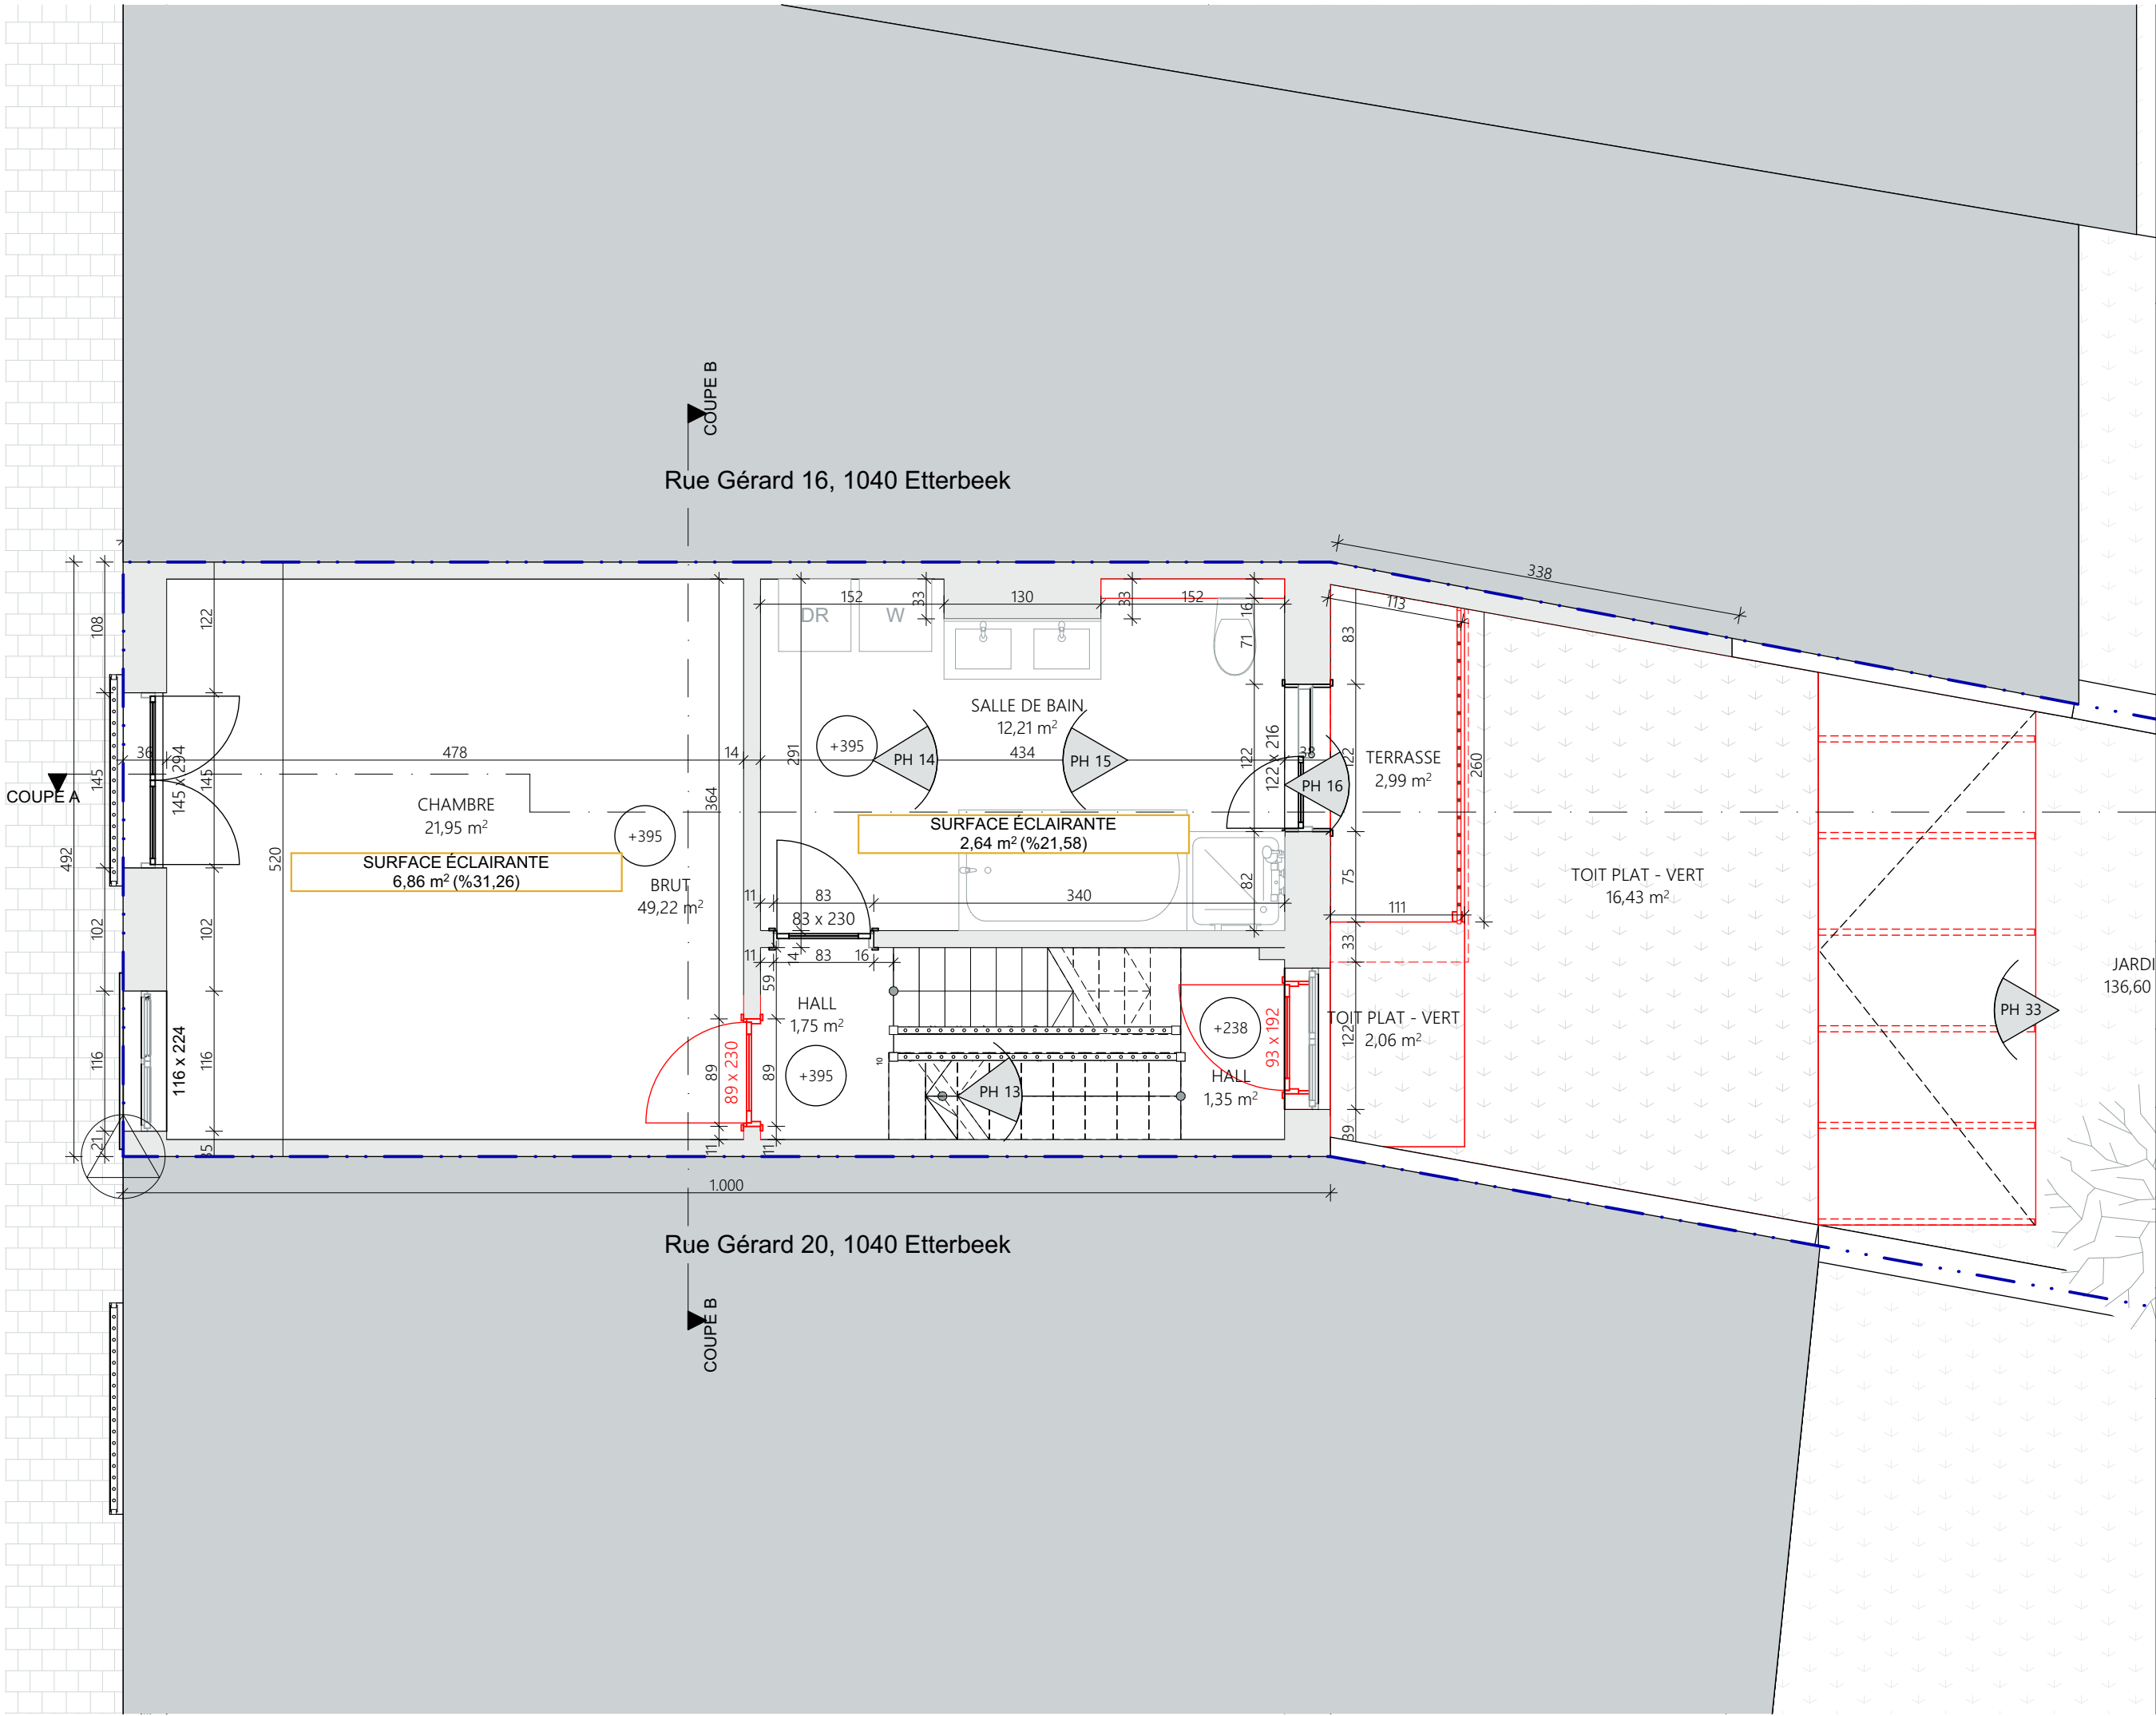 COUPE B
Rue Gérard 16, 1040 Etterbeek
338
113
152
33
130
33
152
16
83
122
108
DR
W
71
SALLE DE BAIN
12,21 m²
+395
PH 14
434
PH 15
291
122
122 x 216
38
122
PH 16
TERRASSE
2,99 m²
260
36
478
14
145
145 x 294
145
COUPE A
CHAMBRE
21,95 m²
+395
364
492
520
SURFACE ÉCLAIRANTE
6,86 m² (%31,26)
SURFACE ÉCLAIRANTE
2,64 m² (%21,58)
BRUT
49,22 m²
11
83
340
82
75
111
83 x 230
TOIT PLAT - VERT
16,43 m²
102
102
11
14
83
16
33
59
HALL
1,75 m²
+395
10
PH 13
+238
HALL
1,35 m²
93 x 192
TOIT PLAT - VERT
2,06 m²
122
39
JARDI
136,60
PH 33
116
116 x 224
116
89
89 x 230
89
21
35
11
11
1.000
Rue Gérard 20, 1040 Etterbeek
COUPE B